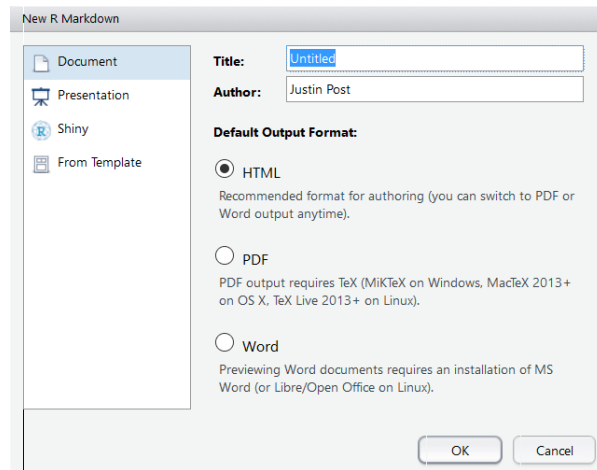 New R Markdown
Document
Presentation
R Shiny
From Template
Title: Untitled
Author: Justin Post
Default Output Format:
HTML
Recommended format for authoring (you can switch to PDF or
Word output anytime).
PDF
PDF output requires TeX (MiKTeX on Windows, MacTeX 2013+
on OS X, TeX Live 2013+ on Linux).
Word
Previewing Word documents requires an installation of MS
Word (or Libre/Open Office on Linux).
OK Cancel